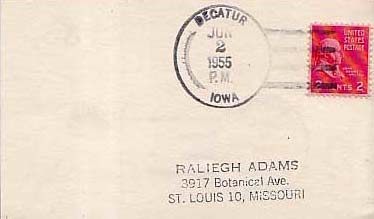 DECATUR
JUN
2
1955
P.M.
IOWA
UNITED
STATES
POSTAGE
2 CENTS 2
RALIEGH ADAMS
3917 Botanical Ave.
ST. LOUIS 10, MISSOURI